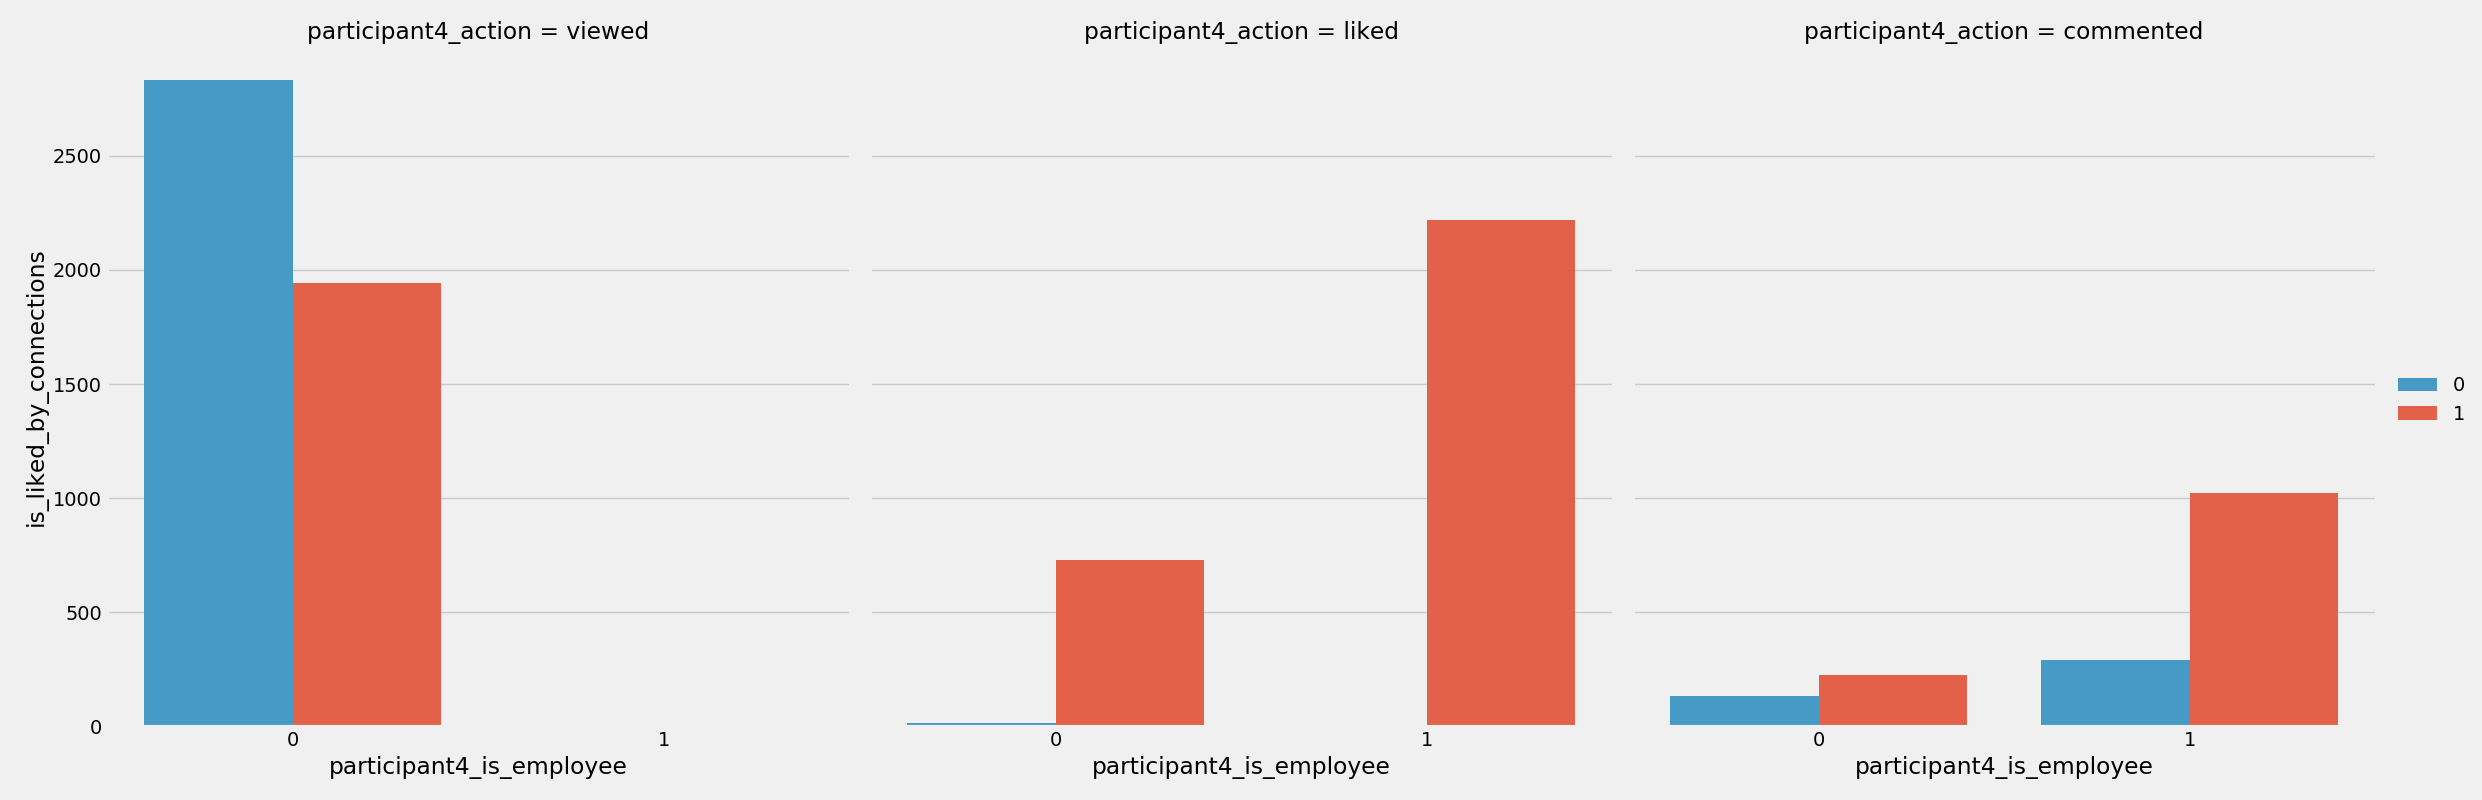 participant4_action = viewed
participant4_action = liked
participant4_action = commented
is_liked_by_connections
2500
2000
1500
1000
500
0
0 1
0 1
0 1
participant4_is_employee
participant4_is_employee
participant4_is_employee
0
1